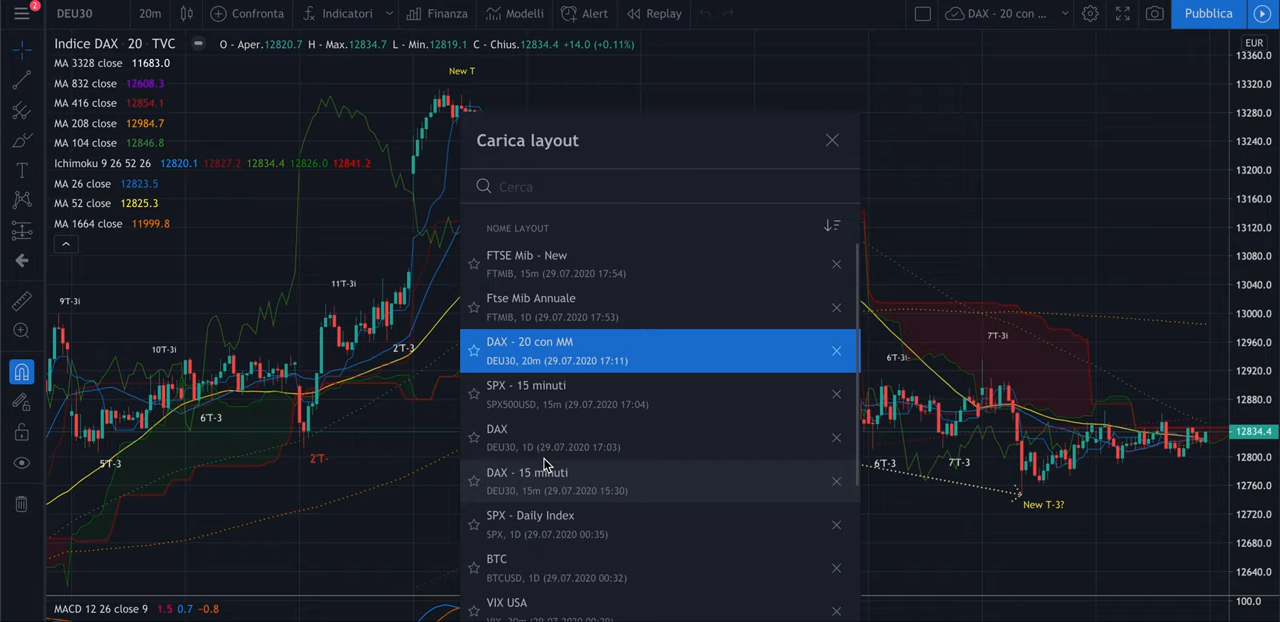 2
DEU30
20m
Confronta
Indicatori
Finanza
Modelli
Alert
Replay
DAX - 20 con ...
Pubblica
Indice DAX · 20 · TVC
O - Aper.12820.7 H - Max.12834.7 L - Min.12819.1 C - Chius.12834.4 +14.0 (+0.11%)
MA 3328 close 11683.0
MA 832 close 12608.3
MA 416 close 12854.1
MA 208 close 12984.7
MA 104 close 12846.8
Ichimoku 9 26 52 26 12820.1 12827.2 12834.4 12826.0 12841.2
MA 26 close 12823.5
MA 52 close 12825.3
MA 1664 close 11999.8
New T
9T-3i
10T-3i
11T-3i
2T-3
6T-3
5T-3
2T-
Carica layout
Cerca
NOME LAYOUT
FTSE Mib - New
FTMIB, 15m (29.07.2020 17:54)
Ftse Mib Annuale
FTMIB, 1D (29.07.2020 17:53)
DAX - 20 con MM
DEU30, 20m (29.07.2020 17:11)
SPX - 15 minuti
SPX500USD, 15m (29.07.2020 17:04)
DAX
DEU30, 1D (29.07.2020 17:03)
DAX - 15 minuti
DEU30, 15m (29.07.2020 15:30)
SPX - Daily Index
SPX, 1D (29.07.2020 00:35)
BTC
BTCUSD, 1D (29.07.2020 00:32)
VIX USA
6T-3i
7T-3i
6T-3
7T-3
New T-3?
EUR
13360.0
13320.0
13280.0
13240.0
13200.0
13160.0
13120.0
13080.0
13040.0
13000.0
12960.0
12920.0
12880.0
12834.4
12800.0
12760.0
12720.0
12680.0
12640.0
100.0
MACD 12 26 close 9 1.5 0.7 −0.8